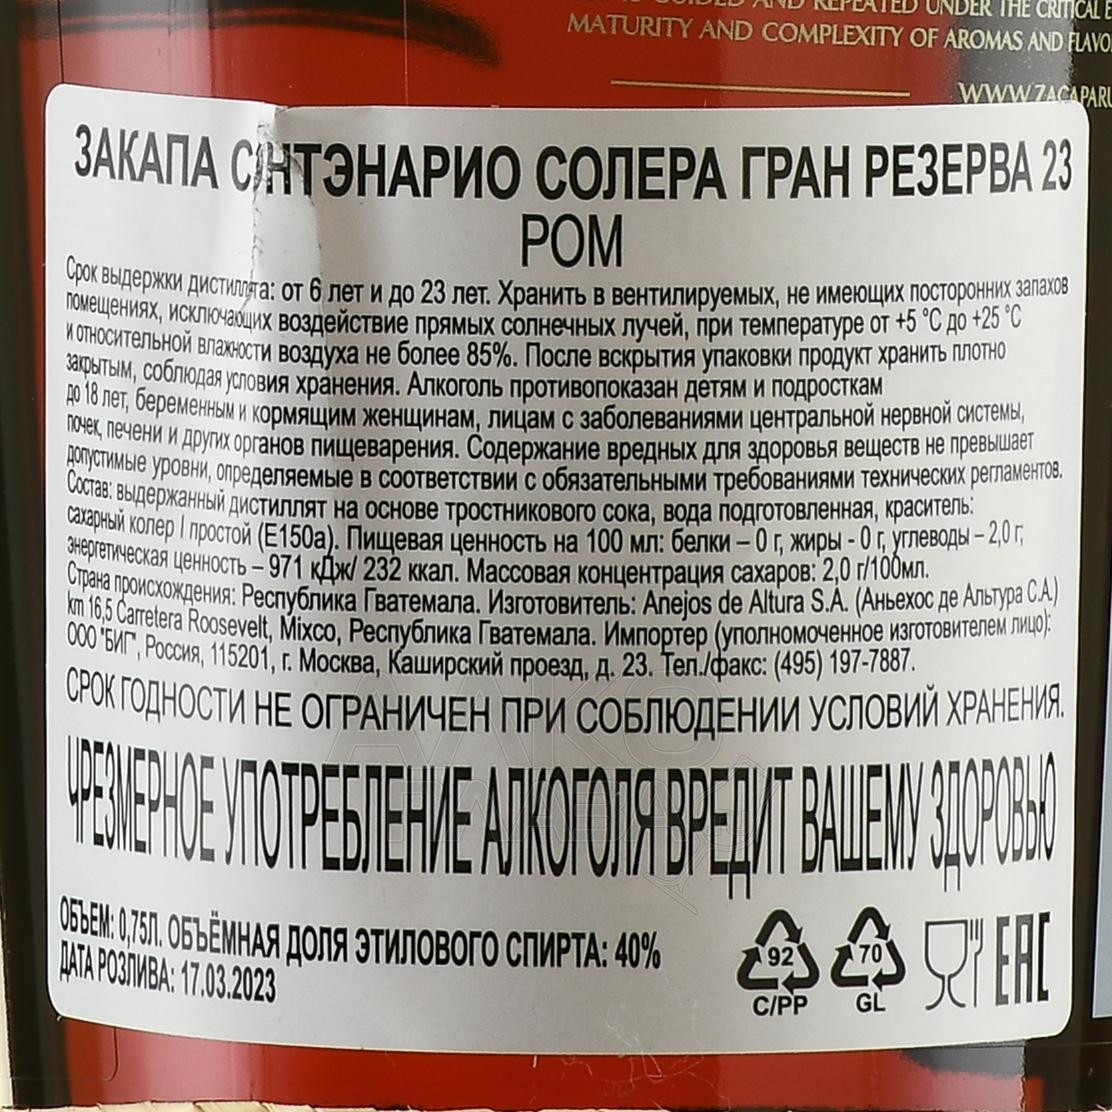 IS GUIDED AND REPEATED UNDER THE CRITICAL
MATURITY AND COMPLEXITY OF AROMAS AND FLAVO
WWW.ZACAPARU
ЗАКАПА СЭНТЭНАРИО СОЛЕРА ГРАН РЕЗЕРВА 23
РОМ
Срок выдержки дистиллята: от 6 лет и до 23 лет. Хранить в вентилируемых, не имеющих посторонних запахов
помещениях, исключающих воздействие прямых солнечных лучей, при температуре от +5 °С до +25 °С
и относительной влажности воздуха не более 85%. После вскрытия упаковки продукт хранить плотно
закрытым, соблюдая условия хранения. Алкоголь противопоказан детям и подросткам
до 18 лет, беременным и кормящим женщинам, лицам с заболеваниями центральной нервной системы,
почек, печени и других органов пищеварения. Содержание вредных для здоровья веществ не превышает
допустимые уровни, определяемые в соответствии с обязательными требованиями технических регламентов.
Состав: выдержанный дистиллят на основе тростникового сока, вода подготовленная, краситель:
сахарный колер I простой (Е150а). Пищевая ценность на 100 мл: белки – 0 г, жиры - 0 г, углеводы – 2,0 г;
энергетическая ценность – 971 кДж/ 232 ккал. Массовая концентрация сахаров: 2,0 г/100мл.
Страна происхождения: Республика Гватемала. Изготовитель: Anejos de Altura S.A. (Аньехос де Альтура С.А.)
km 16,5 Carretera Roosevelt, Mixco, Республика Гватемала. Импортер (уполномоченное изготовителем лицо):
ООО "БИГ", Россия, 115201, г. Москва, Каширский проезд, д. 23. Тел./факс: (495) 197-7887.
СРОК ГОДНОСТИ НЕ ОГРАНИЧЕН ПРИ СОБЛЮДЕНИИ УСЛОВИЙ ХРАНЕНИЯ.
ЧРЕЗМЕРНОЕ УПОТРЕБЛЕНИЕ АЛКОГОЛЯ ВРЕДИТ ВАШЕМУ ЗДОРОВЬЮ
ОБЪЕМ: 0,75Л. ОБЪЁМНАЯ ДОЛЯ ЭТИЛОВОГО СПИРТА: 40%
ДАТА РОЗЛИВА: 17.03.2023
92 70 EAC
C/PP GL